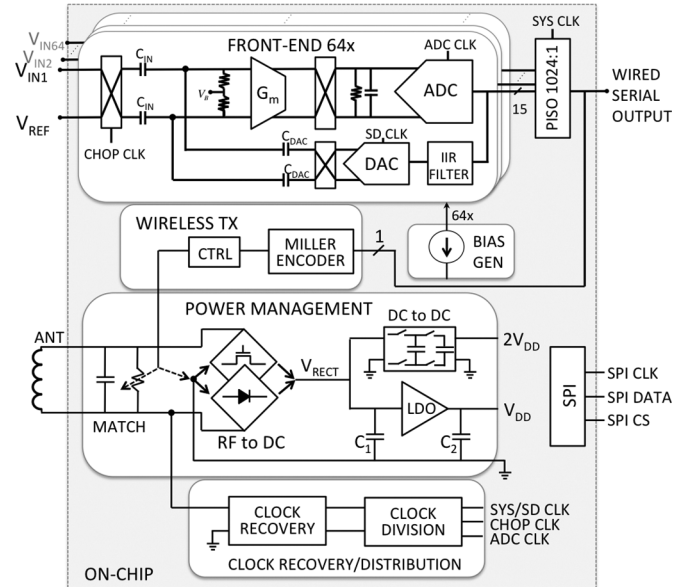 SYS CLK
V_IN64
V_IN2
V_IN1
V_REF
FRONT-END 64x
C_IN
C_IN
V_B
G_m
ADC CLK
ADC
PISO 1024:1
15
WIRED
SERIAL
OUTPUT
CHOP CLK
C_DAC
C_DAC
SD CLK
DAC
IIR
FILTER
64x
BIAS
GEN
WIRELESS TX
CTRL
MILLER
ENCODER
1
POWER MANAGEMENT
ANT
MATCH
RF to DC
V_RECT
DC to DC
2V_DD
LDO
V_DD
C_1
C_2
SPI
SPI CLK
SPI DATA
SPI CS
CLOCK
RECOVERY
CLOCK
DIVISION
SYS/SD CLK
CHOP CLK
ADC CLK
CLOCK RECOVERY/DISTRIBUTION
ON-CHIP